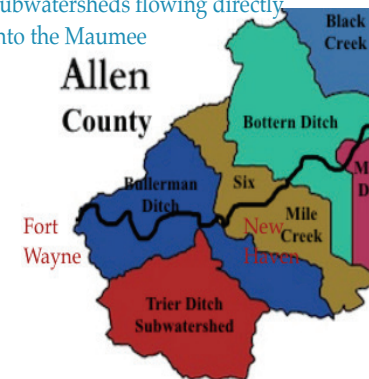 ubwatersheds flowing directly
nto the Maumee
Black
Creek
Allen
County
Bottern Ditch
Bullerman
Ditch
Six
Mile
Creek
M
D
Fort
Wayne
New
Haven
Trier Ditch
Subwatershed